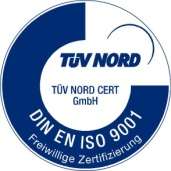 TÜV NORD
TÜV NORD CERT
GmbH
DIN EN ISO 9001
Freiwillige Zertifizierung